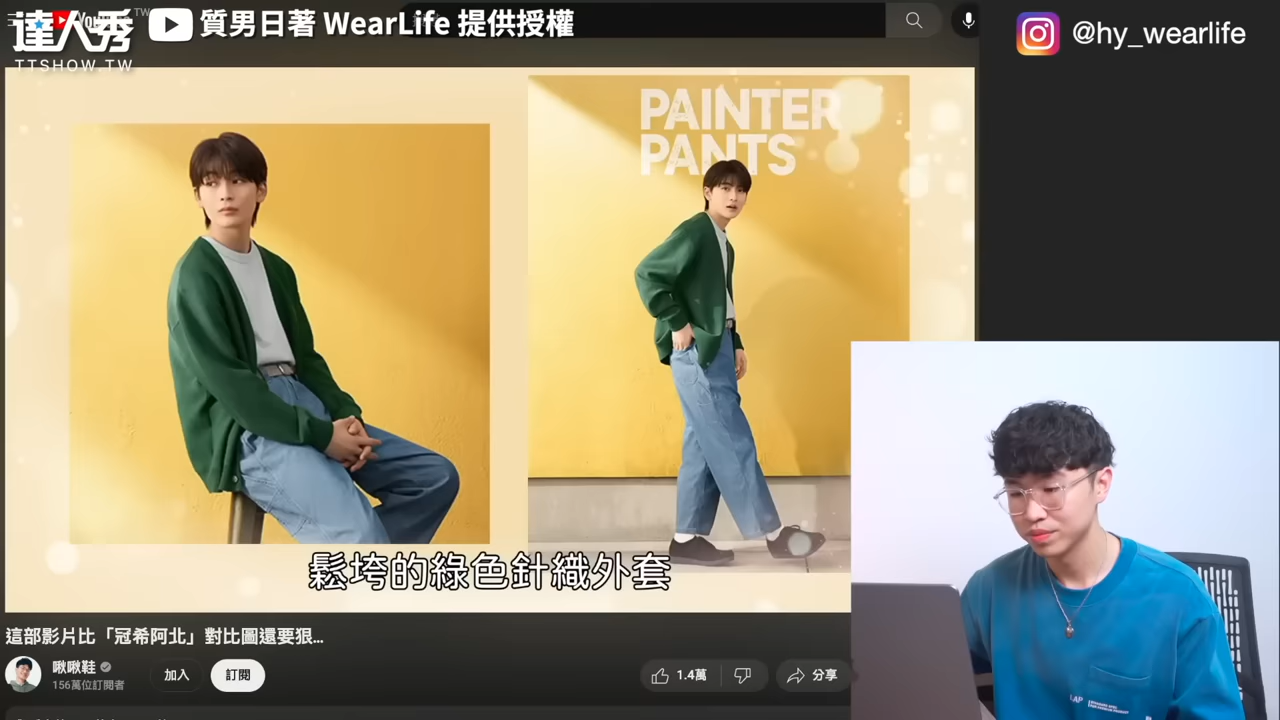 達人秀
TTSHOW.TW
質男日著 WearLife 提供授權
@hy_wearlife
PAINTER
PANTS
鬆垮的綠色針織外套
這部影片比「冠希阿北」對比圖還要狠...
啾啾鞋
156萬位訂閱者
加入
訂閱
1.4萬
分享